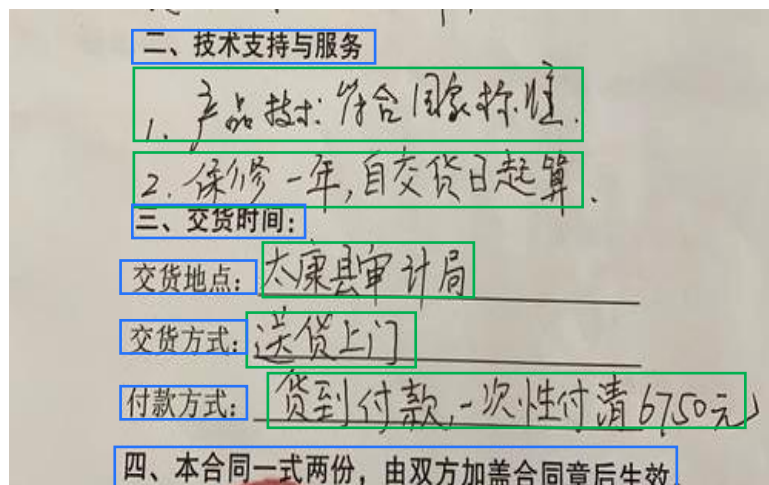 二、技术支持与服务
1. 产品技术:符合国家标准.
2. 保修一年,自交货日起算.
三、交货时间:
交货地点:太康县审计局
交货方式:送货上门
付款方式:货到付款,一次性付清6750元
四、本合同一式两份,由双方加盖合同章后生效.